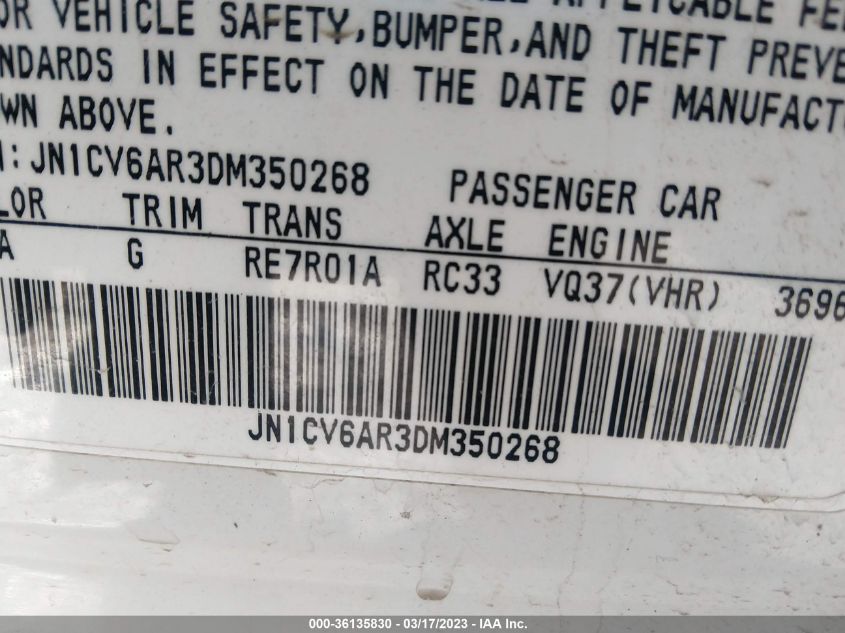 APPLICABLE
OR VEHICLE SAFETY, BUMPER, AND THEFT PREVE
NDARDS IN EFFECT ON THE DATE OF MANUFACT
WN ABOVE.
: JN1CV6AR3DM350268 PASSENGER CAR
LOR TRIM TRANS AXLE ENGINE
A G RE7R01A RC33 VQ37(VHR) 3696
JN1CV6AR3DM350268
000-36135830 - 03/17/2023 - IAA Inc.